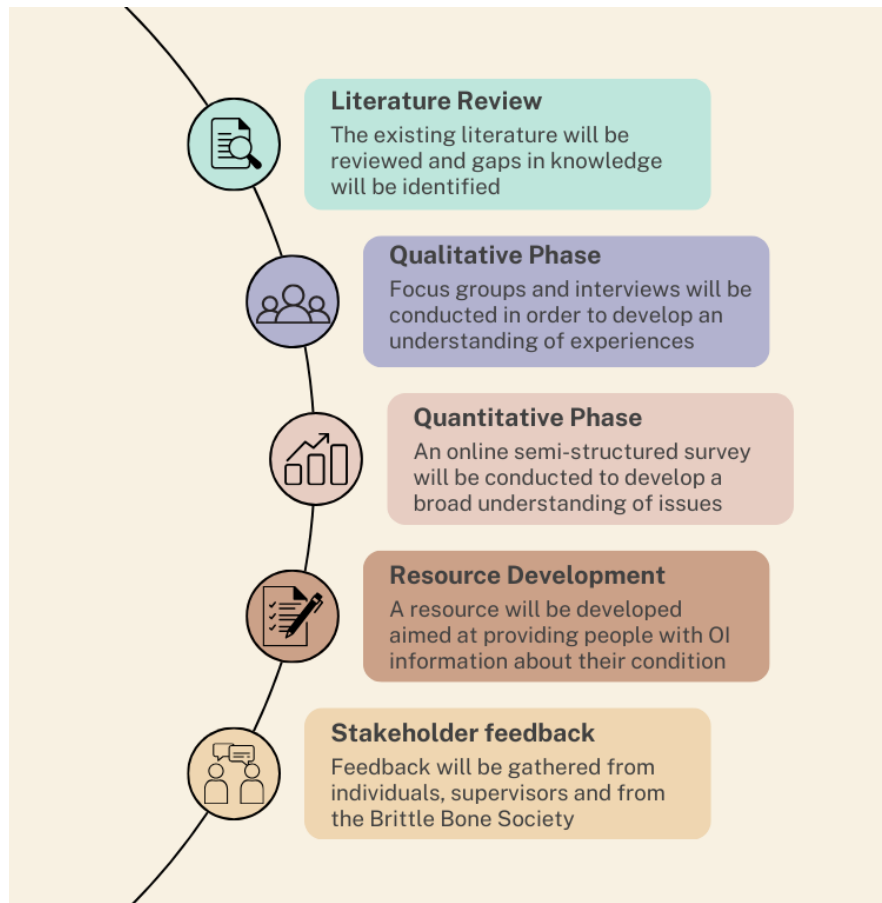 Literature Review
The existing literature will be
reviewed and gaps in knowledge
will be identified
Qualitative Phase
Focus groups and interviews will be
conducted in order to develop an
understanding of experiences
Quantitative Phase
An online semi-structured survey
will be conducted to develop a
broad understanding of issues
Resource Development
A resource will be developed
aimed at providing people with OI
information about their condition
Stakeholder feedback
Feedback will be gathered from
individuals, supervisors and from
the Brittle Bone Society